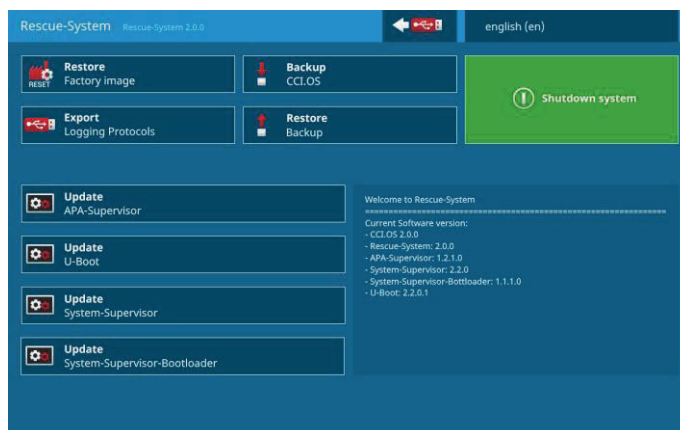 Rescue-System Rescue-System 2.0.0
english (en)
Restore
Factory image
RESET
Backup
CCI.OS
Shutdown system
Export
Logging Protocols
Restore
Backup
Update
APA-Supervisor
Update
U-Boot
Update
System-Supervisor
Update
System-Supervisor-Bootloader
Welcome to Rescue-System
==============================================================
Current Software version:
- CCI.OS 2.0.0
- Rescue-System: 2.0.0
- APA-Supervisor: 1.2.1.0
- System-Supervisor: 2.2.0
- System-Supervisor-Bottloader: 1.1.1.0
- U-Boot: 2.2.0.1